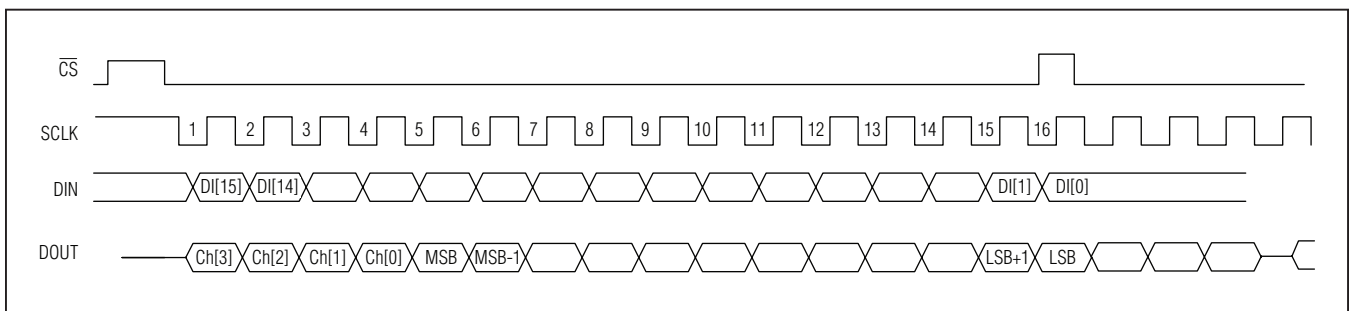 C̅S̅
SCLK 1 2 3 4 5 6 7 8 9 10 11 12 13 14 15 16
DIN DI[15] DI[14] DI[1] DI[0]
DOUT Ch[3] Ch[2] Ch[1] Ch[0] MSB MSB-1 LSB+1 LSB